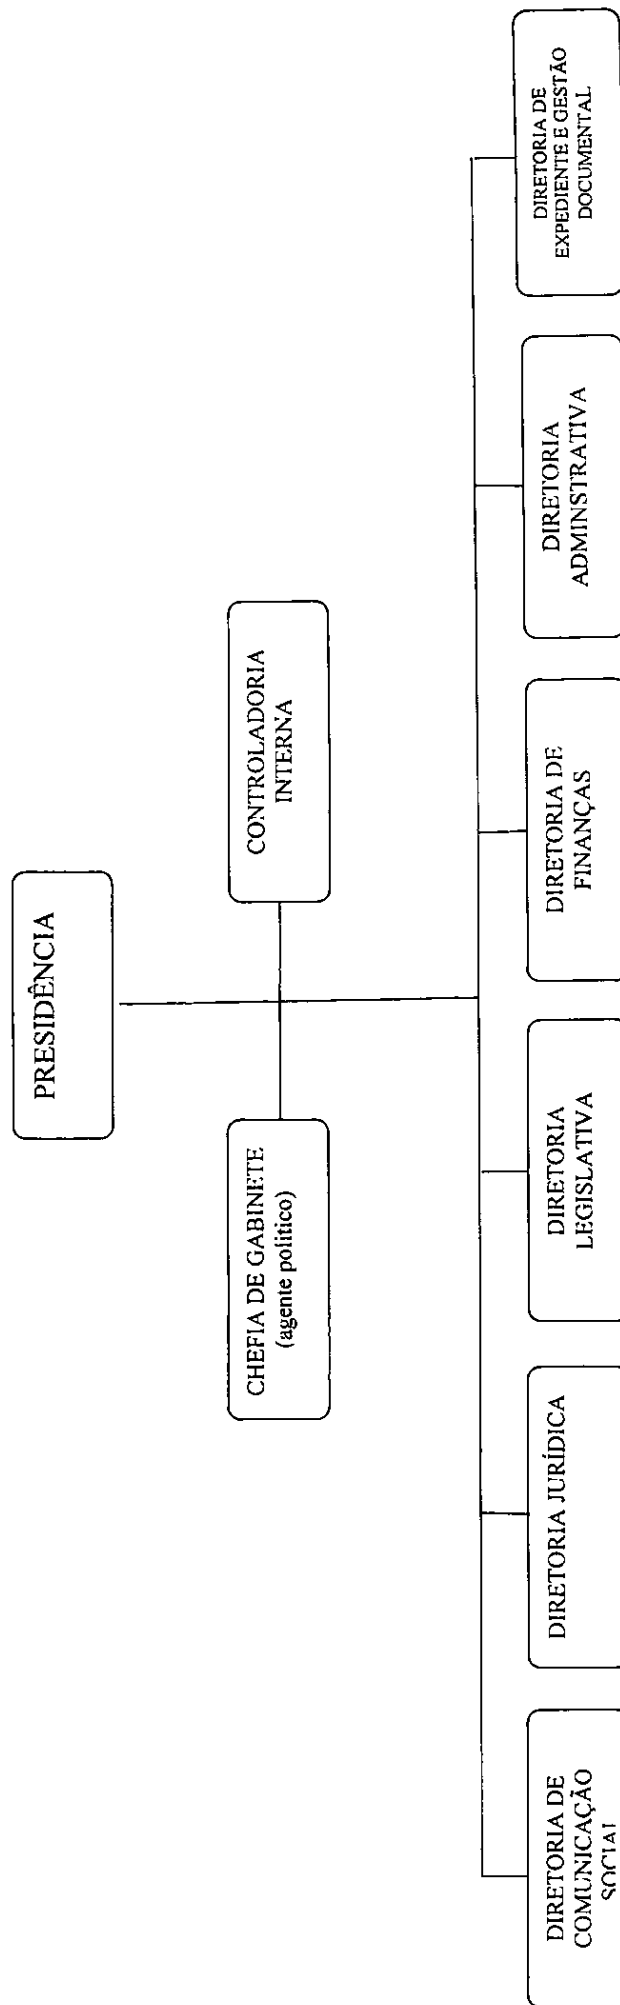 PRESIDÊNCIA
CHEFIA DE GABINETE
(agente político)
CONTROLADORIA
INTERNA
DIRETORIA DE
COMUNICAÇÃO
SOCIAL
DIRETORIA JURÍDICA
DIRETORIA
LEGISLATIVA
DIRETORIA DE
FINANÇAS
DIRETORIA
ADMINSTRATIVA
DIRETORIA DE
EXPEDIENTE E GESTÃO
DOCUMENTAL